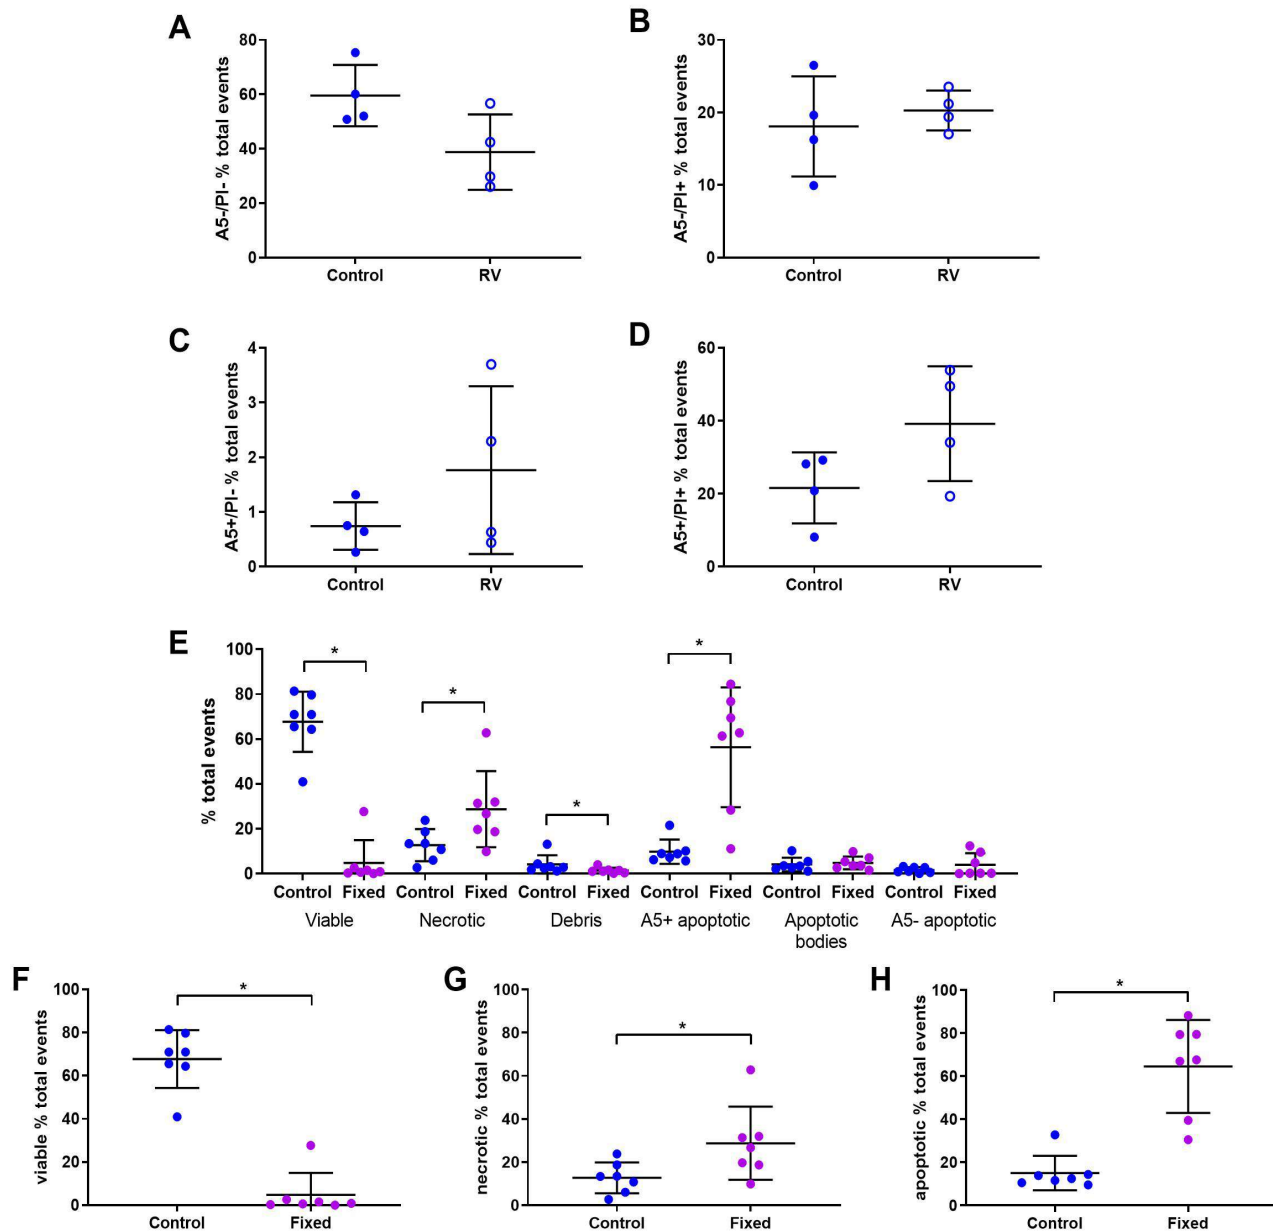 A
A5-/PI- % total events
80
60
40
20
0
Control RV
B
A5-/PI+ % total events
30
20
10
0
Control RV
C
A5+/PI- % total events
4
3
2
1
0
Control RV
D
A5+/PI+ % total events
60
40
20
0
Control RV
E
% total events
100
80
60
40
20
0
* * * *
Control Fixed Control Fixed Control Fixed Control Fixed Control Fixed Control Fixed
Viable Necrotic Debris A5+ apoptotic Apoptotic A5- apoptotic
bodies
F
viable % total events
100
80
60
40
20
0
*
Control Fixed
G
necrotic % total events
100
80
60
40
20
0
*
Control Fixed
H
apoptotic % total events
100
80
60
40
20
0
*
Control Fixed